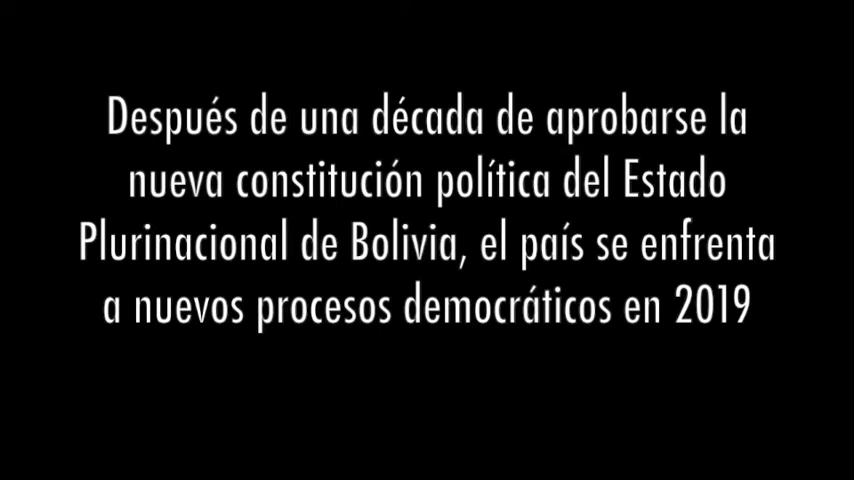 Después de una década de aprobarse la
nueva constitución política del Estado
Plurinacional de Bolivia, el país se enfrenta
a nuevos procesos democráticos en 2019